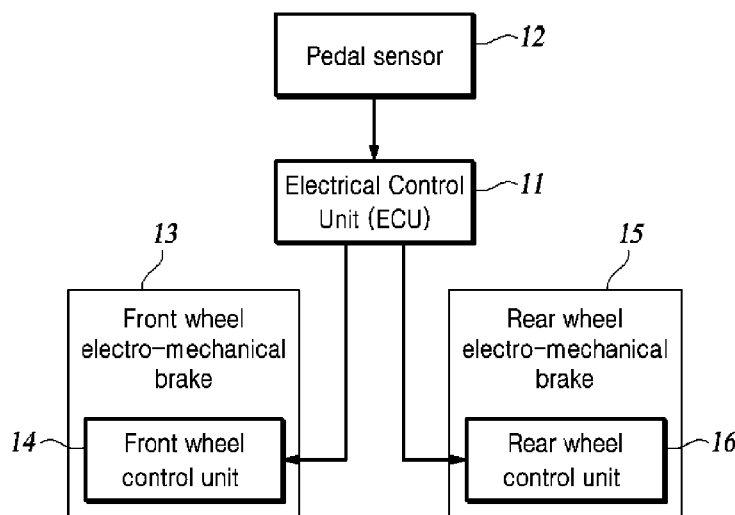 Pedal sensor
12
Electrical Control
Unit (ECU)
11
13
Front wheel
electro-mechanical
brake
14
Front wheel
control unit
15
Rear wheel
electro-mechanical
brake
Rear wheel
control unit
16